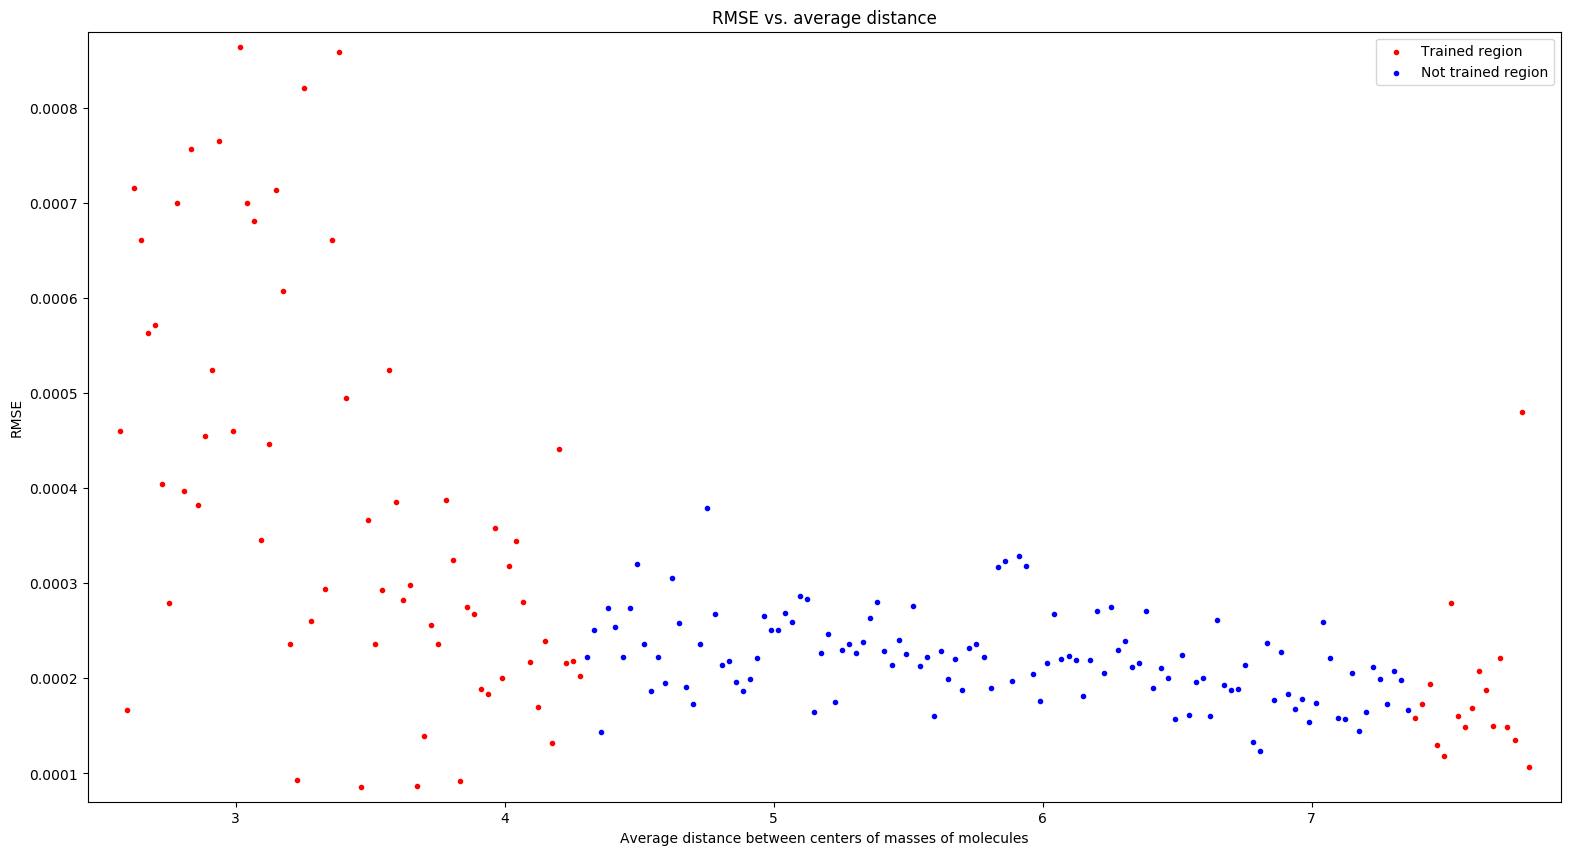 RMSE vs. average distance
Trained region
Not trained region
0.0008
0.0007
0.0006
0.0005
0.0004
0.0003
0.0002
0.0001
RMSE
3
4
5
6
7
Average distance between centers of masses of molecules